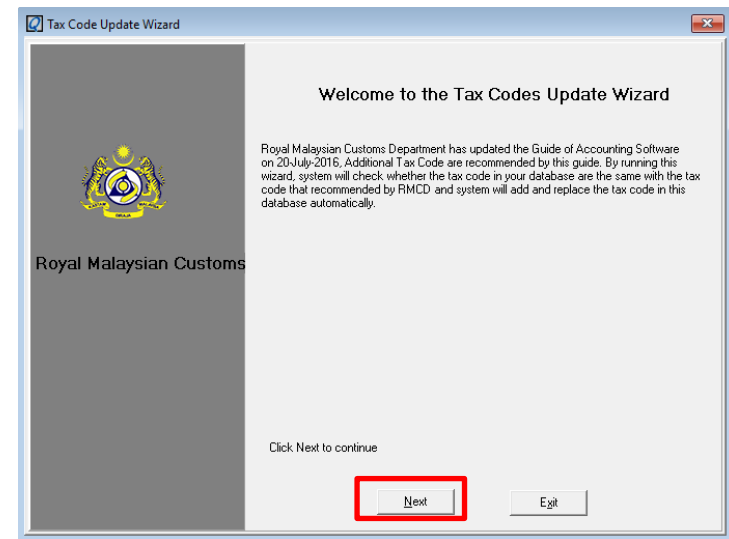 Tax Code Update Wizard
Welcome to the Tax Codes Update Wizard
Royal Malaysian Customs Department has updated the Guide of Accounting Software
on 20-July-2016, Additional Tax Code are recommended by this guide. By running this
wizard, system will check whether the tax code in your database are the same with the tax
code that recommended by RMCD and system will add and replace the tax code in this
database automatically.
Royal Malaysian Customs
Click Next to continue
Next
Exit